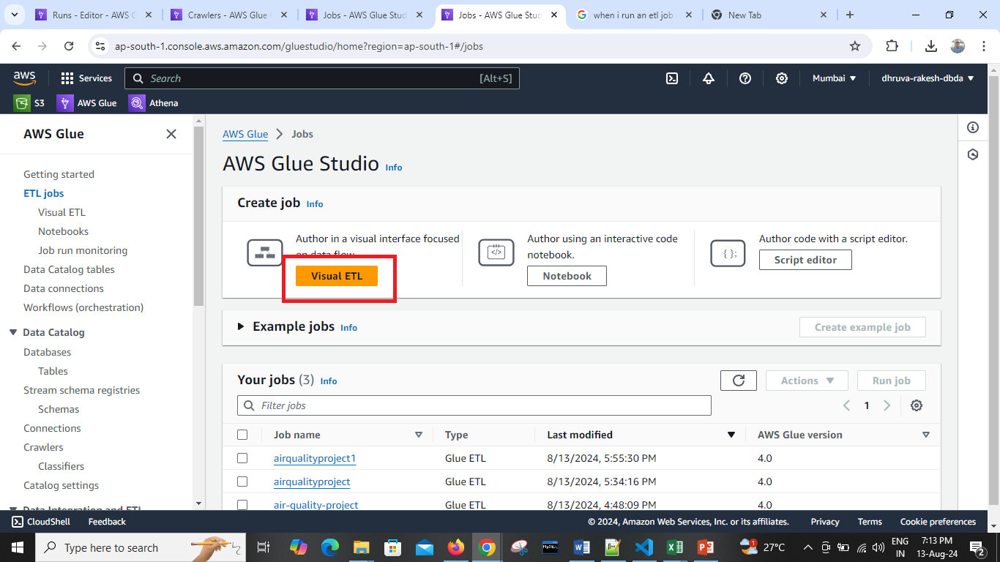 Runs - Editor - AWS G
Crawlers - AWS Glue
Jobs - AWS Glue Stud
Jobs - AWS Glue Stud
when i run an etl job
New Tab
ap-south-1.console.aws.amazon.com/gluestudio/home?region=ap-south-1#/jobs
aws Services Search [Alt+S] Mumbai dhruva-rakesh-dbda
S3 AWS Glue Athena
AWS Glue
Getting started
ETL jobs
Visual ETL
Notebooks
Job run monitoring
Data Catalog tables
Data connections
Workflows (orchestration)
Data Catalog
Databases
Tables
Stream schema registries
Schemas
Connections
Crawlers
Classifiers
Catalog settings
Data Integration and ETL
AWS Glue > Jobs
AWS Glue Studio Info
Create job Info
Author in a visual interface focused
on data flow.
Visual ETL
Author using an interactive code
notebook.
Notebook
Author code with a script editor.
Script editor
Example jobs Info Create example job
Your jobs (3) Info Actions Run job
Filter jobs 1
Job name Type Last modified AWS Glue version
airqualityproject1 Glue ETL 8/13/2024, 5:55:30 PM 4.0
airqualityproject Glue ETL 8/13/2024, 5:34:16 PM 4.0
air-quality-project Glue ETL 8/13/2024, 4:48:09 PM 4.0
CloudShell Feedback © 2024, Amazon Web Services, Inc. or its affiliates. Privacy Terms Cookie preferences
Type here to search 27°C ENG IN 7:13 PM 13-Aug-24 2